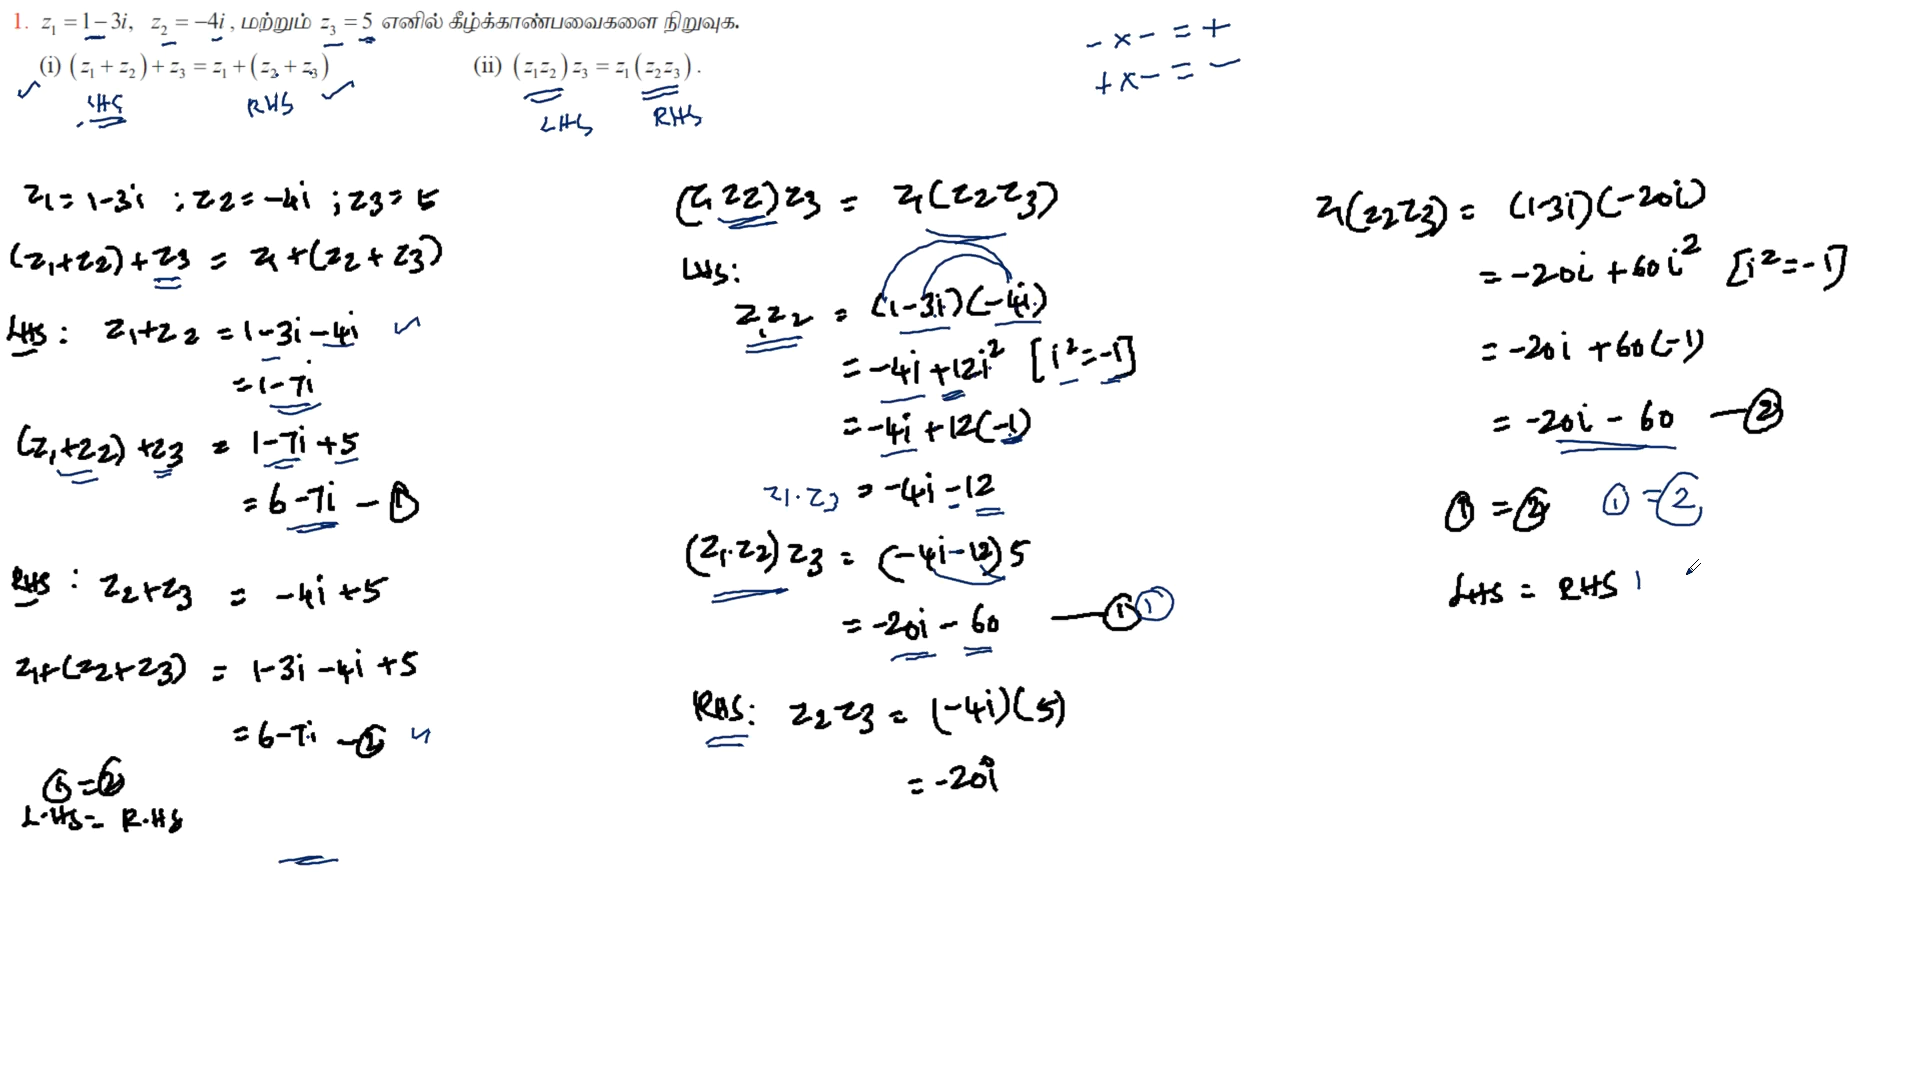 1. z₁ = 1 – 3i, z₂ = –4i , மற்றும் z₃ = 5 எனில் கீழ்க்காண்பவைகளை நிறுவுக.
(i) (z₁ + z₂) + z₃ = z₁ + (z₂ + z₃)
(ii) (z₁z₂) z₃ = z₁ (z₂z₃) .
LHS
RHS
LHS
RHS
– x – = +
+ x – = –
z₁ = 1-3i ; z₂ = -4i ; z₃ = 5
(z₁+z₂) + z₃ = z₁ + (z₂ + z₃)
LHS : z₁+z₂ = 1-3i-4i
= 1-7i
(z₁+z₂) + z₃ = 1-7i+5
= 6-7i - ①
RHS : z₂+z₃ = -4i+5
z₁+(z₂+z₃) = 1-3i-4i+5
= 6-7i - ②
① = ②
L.HS = R.HS
(z₁z₂)z₃ = z₁(z₂z₃)
LHS:
z₁z₂ = (1-3i)(-4i)
= -4i+12i² [i²=-1]
= -4i+12(-1)
z₁.z₃ = -4i-12
(z₁.z₂) z₃ = (-4i-12)5
= -20i - 60 — ① ①
RHS: z₂z₃ = (-4i)(5)
= -20i
z₁(z₂z₃) = (1-3i)(-20i)
= -20i + 60i² [i²=-1]
= -20i + 60(-1)
= -20i - 60 — ②
① = ② ① = ②
LHS = RHS